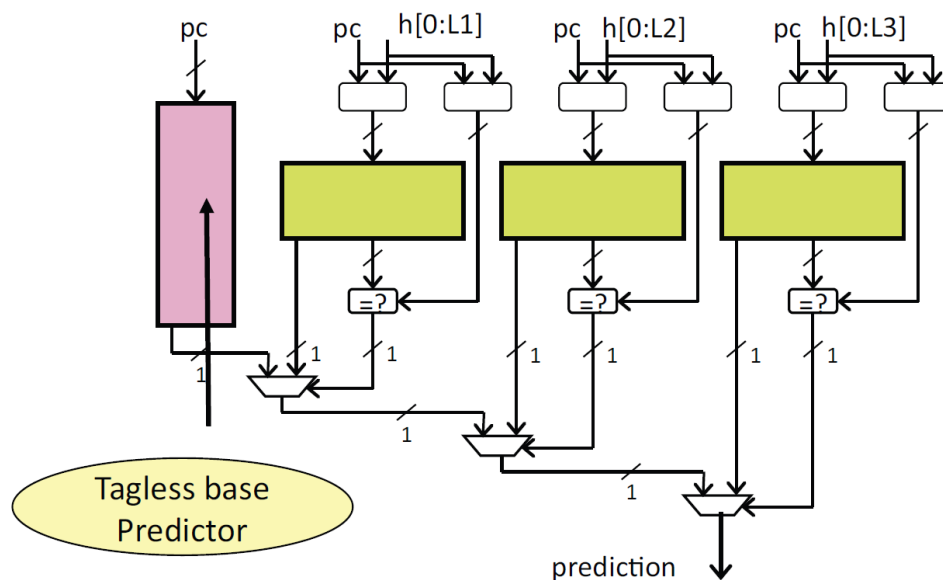 pc
pc h[0:L1]
pc h[0:L2]
pc h[0:L3]
=?
=?
=?
1
1
1
1
1
1
1
1
1
Tagless base
Predictor
prediction